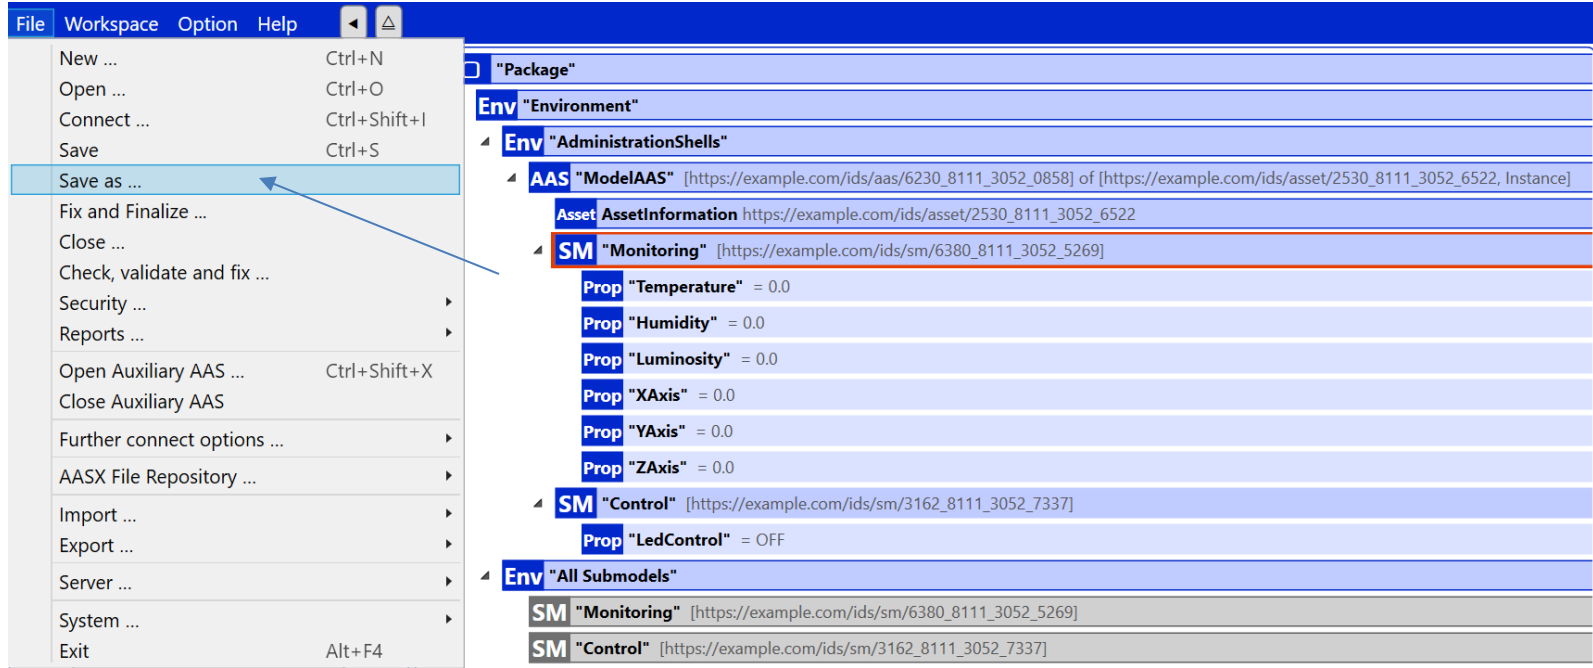 File Workspace Option Help
New ... Ctrl+N
Open ... Ctrl+O
Connect ... Ctrl+Shift+I
Save Ctrl+S
Save as ...
Fix and Finalize ...
Close ...
Check, validate and fix ...
Security ...
Reports ...
Open Auxiliary AAS ... Ctrl+Shift+X
Close Auxiliary AAS
Further connect options ...
AASX File Repository ...
Import ...
Export ...
Server ...
System ...
Exit Alt+F4
"Package"
Env "Environment"
Env "AdministrationShells"
AAS "ModelAAS" [https://example.com/ids/aas/6230_8111_3052_0858] of [https://example.com/ids/asset/2530_8111_3052_6522, Instance]
Asset AssetInformation https://example.com/ids/asset/2530_8111_3052_6522
SM "Monitoring" [https://example.com/ids/sm/6380_8111_3052_5269]
Prop "Temperature" = 0.0
Prop "Humidity" = 0.0
Prop "Luminosity" = 0.0
Prop "XAxis" = 0.0
Prop "YAxis" = 0.0
Prop "ZAxis" = 0.0
SM "Control" [https://example.com/ids/sm/3162_8111_3052_7337]
Prop "LedControl" = OFF
Env "All Submodels"
SM "Monitoring" [https://example.com/ids/sm/6380_8111_3052_5269]
SM "Control" [https://example.com/ids/sm/3162_8111_3052_7337]